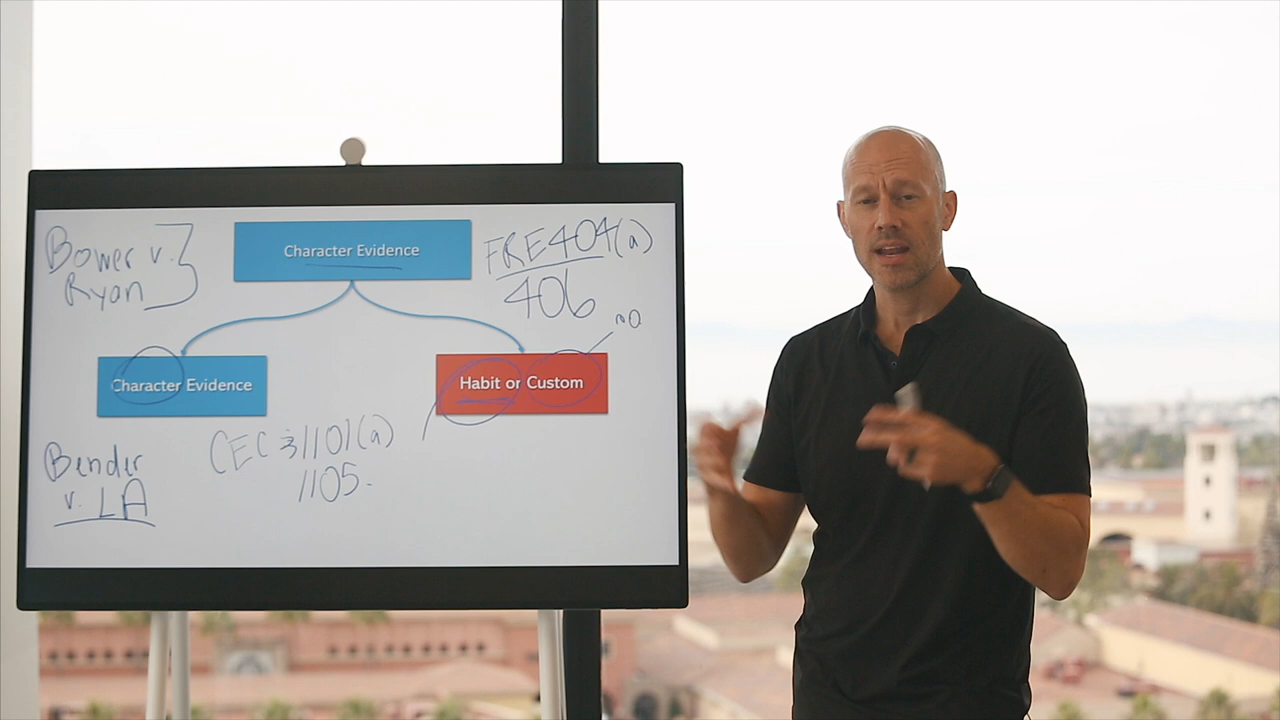 Bower v.
Ryan
Character Evidence
FRE 404(a)
406
no
Character Evidence
Habit or Custom
CEC § 1101(a)
1105.
Bender
v. LA